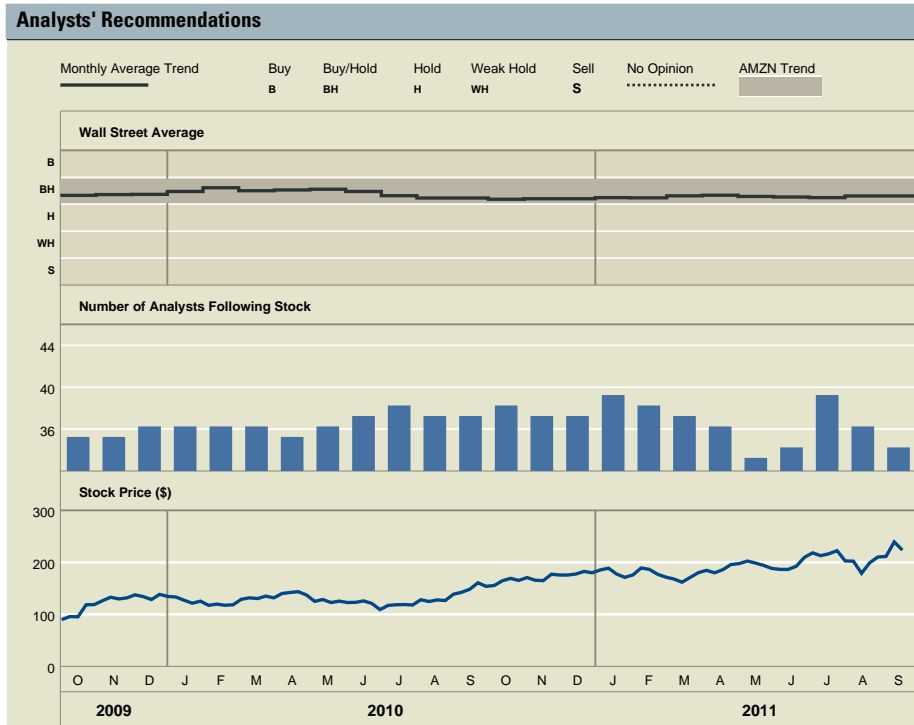 Analysts' Recommendations
Monthly Average Trend Buy Buy/Hold Hold Weak Hold Sell No Opinion AMZN Trend
B BH H WH S
Wall Street Average
B
BH
H
WH
S
Number of Analysts Following Stock
44
40
36
Stock Price ($)
300
200
100
0
O N D J F M A M J J A S O N D J F M A M J J A S
2009 2010 2011